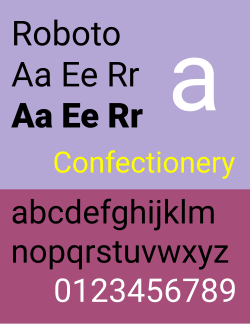 Roboto
Aa Ee Rr
Aa Ee Rr
a
Confectionery
abcdefghijklm
nopqrstuvwxyz
0123456789